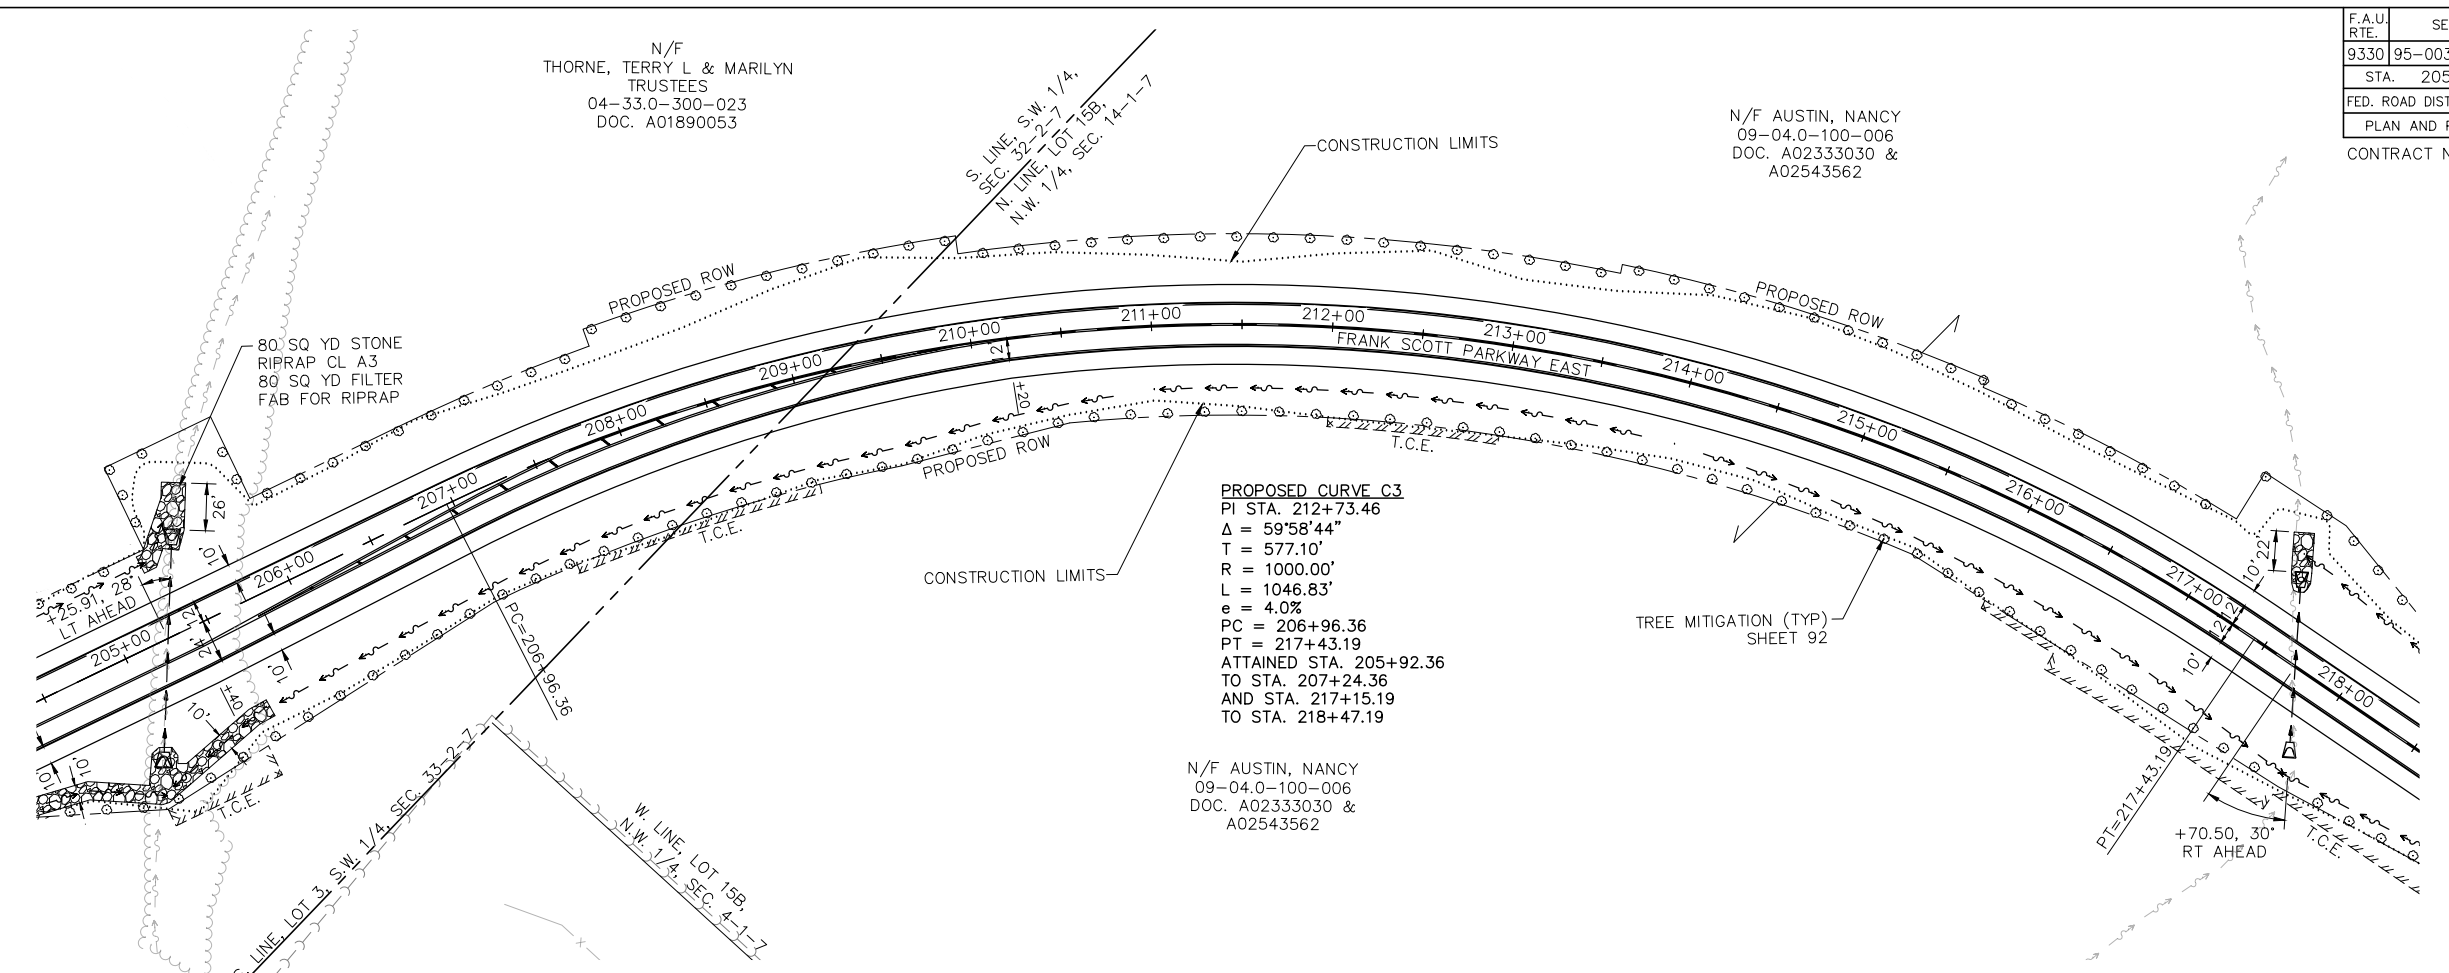 N/F
THORNE, TERRY L & MARILYN
TRUSTEES
04-33.0-300-023
DOC. A01890053
S. LINE, S.W. 1/4,
SEC. 32-2-7
N. LINE, LOT 15B,
N.W. 1/4, SEC. 14-1-7
CONSTRUCTION LIMITS
N/F AUSTIN, NANCY
09-04.0-100-006
DOC. A02333030 &
A02543562
F.A.U.
RTE.
SE
9330
95-003
STA. 205
FED. ROAD DIST
PLAN AND P
CONTRACT N
PROPOSED ROW
PROPOSED ROW
80 SQ YD STONE
RIPRAP CL A3
80 SQ YD FILTER
FAB FOR RIPRAP
205+00
206+00
207+00
208+00
209+00
210+00
211+00
212+00
213+00
214+00
215+00
216+00
217+00
218+00
FRANK SCOTT PARKWAY EAST
12'
+20
PROPOSED ROW
T.C.E.
T.C.E.
26'
10'
+25.91, 28°
LT AHEAD
12'
24'
10'
+40
10'
10'
10'
T.C.E.
PC=206+96.36
PROPOSED CURVE C3
PI STA. 212+73.46
Δ = 59°58'44"
T = 577.10'
R = 1000.00'
L = 1046.83'
e = 4.0%
PC = 206+96.36
PT = 217+43.19
ATTAINED STA. 205+92.36
TO STA. 207+24.36
AND STA. 217+15.19
TO STA. 218+47.19
CONSTRUCTION LIMITS
TREE MITIGATION (TYP)
SHEET 92
22'
10'
12'
12'
10'
PT=217+43.19
+70.50, 30°
RT AHEAD
T.C.E.
N/F AUSTIN, NANCY
09-04.0-100-006
DOC. A02333030 &
A02543562
LINE, LOT 3, S.W. 1/4, SEC. 33-2-7
W. LINE, LOT 15B,
N.W. 1/4, SEC. 4-1-7